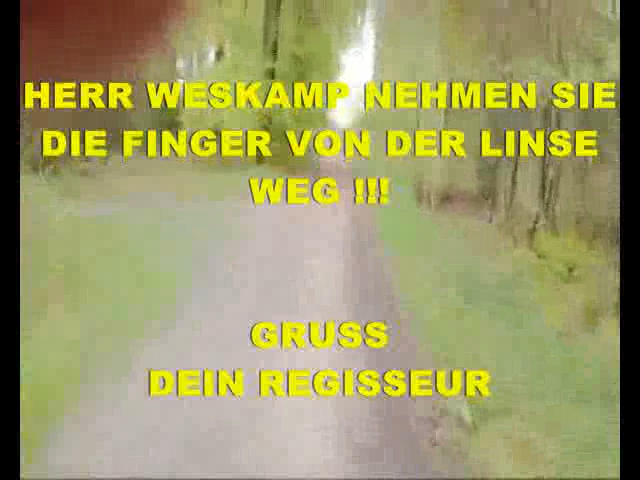 HERR WESKAMP NEHMEN SIE
DIE FINGER VON DER LINSE
WEG !!!
GRUSS
DEIN REGISSEUR